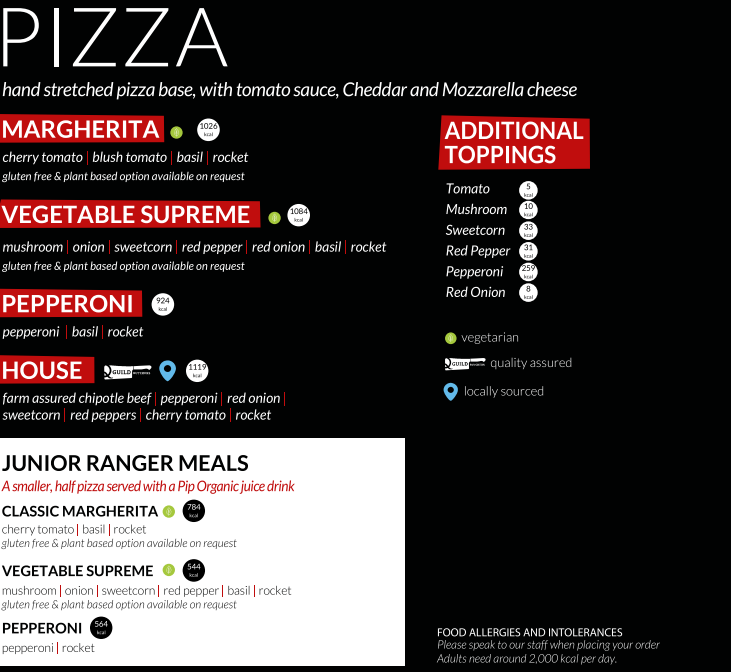 PIZZA
hand stretched pizza base, with tomato sauce, Cheddar and Mozzarella cheese
MARGHERITA 1026 kcal
cherry tomato | blush tomato | basil | rocket
gluten free & plant based option available on request
VEGETABLE SUPREME 1084 kcal
mushroom | onion | sweetcorn | red pepper | red onion | basil | rocket
gluten free & plant based option available on request
PEPPERONI 924 kcal
pepperoni | basil | rocket
HOUSE GUILD 1119 kcal
farm assured chipotle beef | pepperoni | red onion |
sweetcorn | red peppers | cherry tomato | rocket
JUNIOR RANGER MEALS
A smaller, half pizza served with a Pip Organic juice drink
CLASSIC MARGHERITA 784 kcal
cherry tomato | basil | rocket
gluten free & plant based option available on request
VEGETABLE SUPREME 544 kcal
mushroom | onion | sweetcorn | red pepper | basil | rocket
gluten free & plant based option available on request
PEPPERONI 564 kcal
pepperoni | rocket
ADDITIONAL
TOPPINGS
Tomato 5 kcal
Mushroom 10 kcal
Sweetcorn 33 kcal
Red Pepper 31 kcal
Pepperoni 259 kcal
Red Onion 8 kcal
vegetarian
GUILD quality assured
locally sourced
FOOD ALLERGIES AND INTOLERANCES
Please speak to our staff when placing your order
Adults need around 2,000 kcal per day.